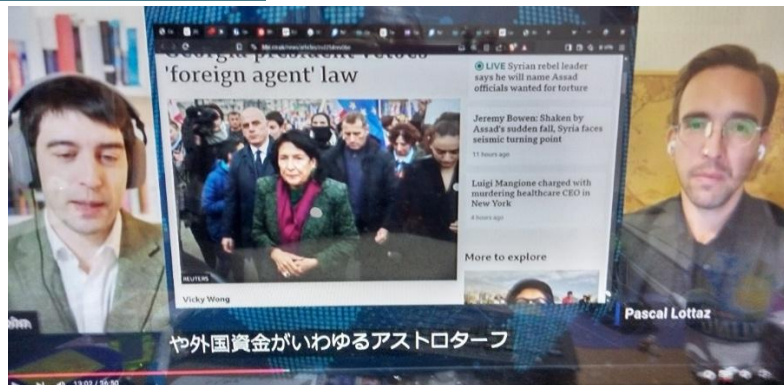 Georgia president vetoes
'foreign agent' law
LIVE Syrian rebel leader
says he will name Assad
officials wanted for torture
Jeremy Bowen: Shaken by
Assad's sudden fall, Syria faces
seismic turning point
11 hours ago
Luigi Mangione charged with
murdering healthcare CEO in
New York
4 hours ago
More to explore
REUTERS
Vicky Wong
Pascal Lottaz
や外国資金がいわゆるアストロターフ